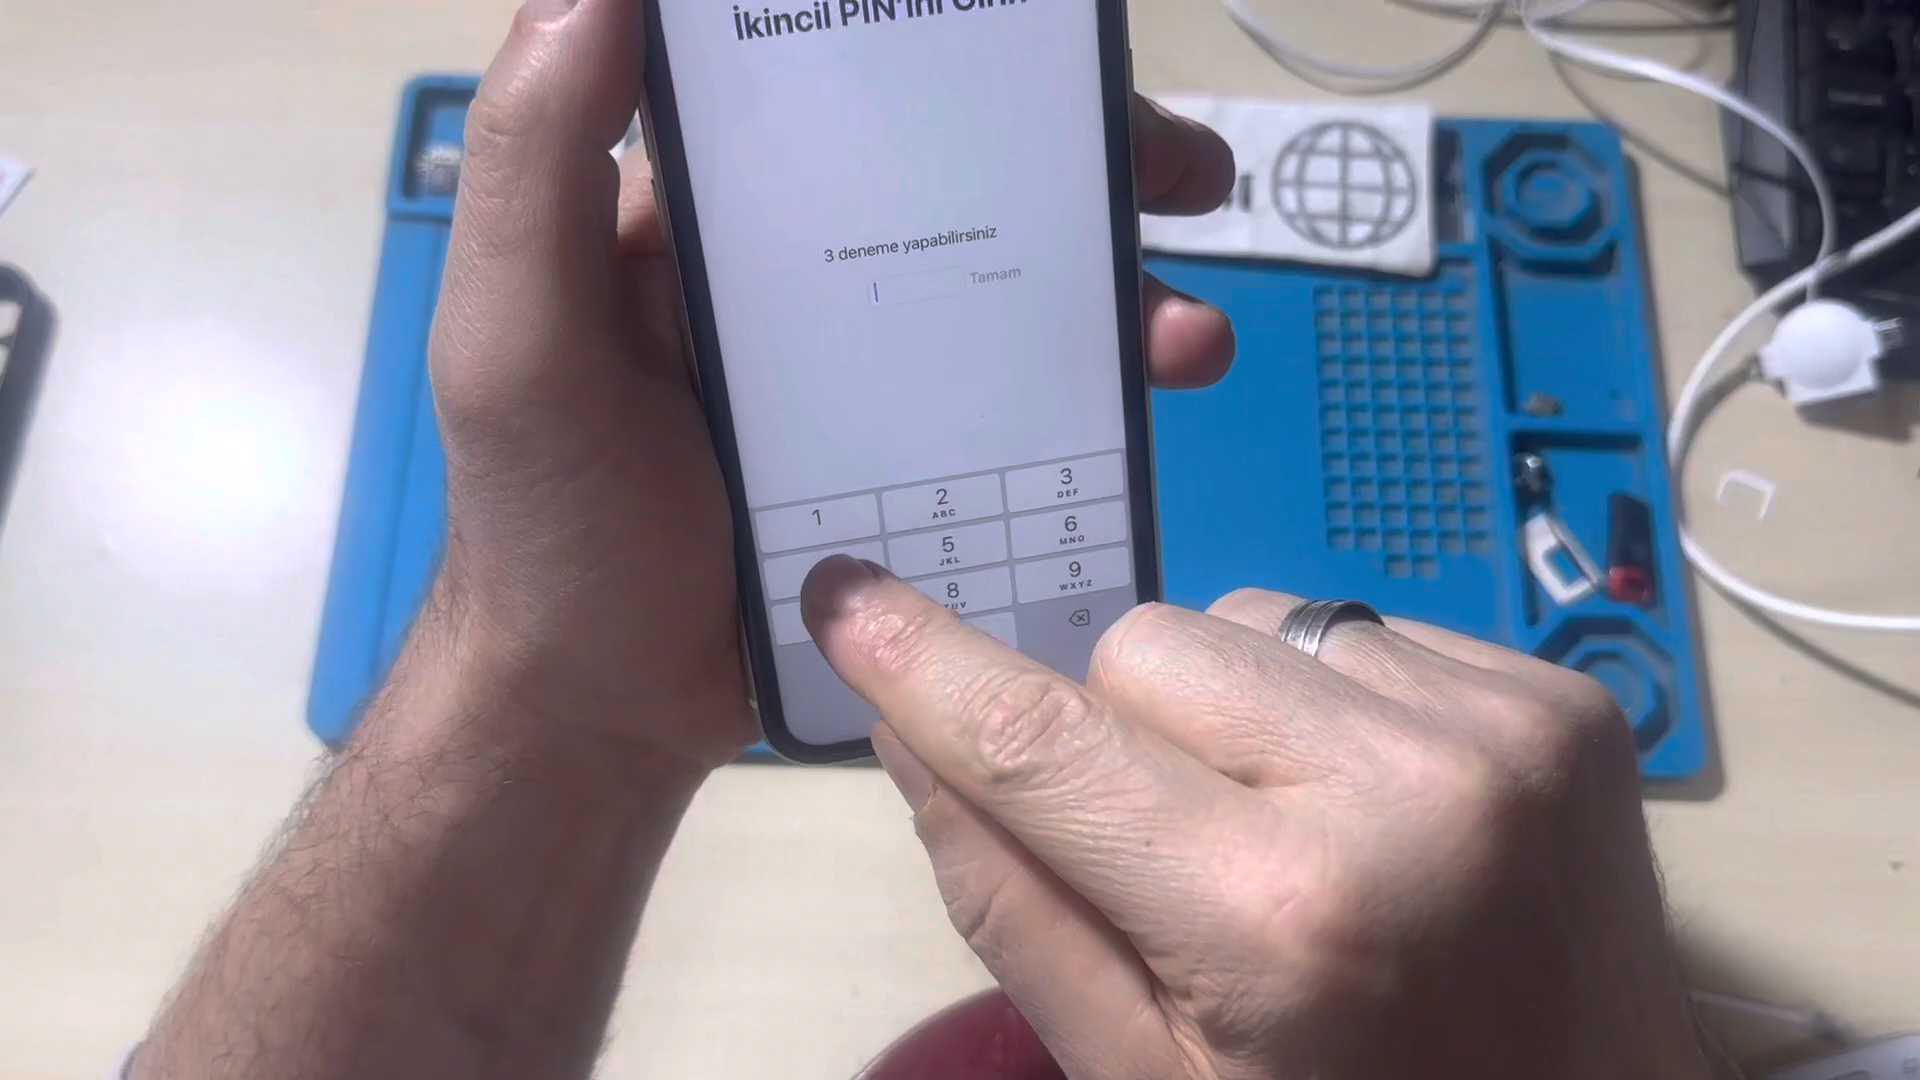 İkincil PIN'ini Girin
3 deneme yapabilirsiniz
Tamam
1
2
ABC
3
DEF
5
JKL
6
MNO
8
TUV
9
WXYZ